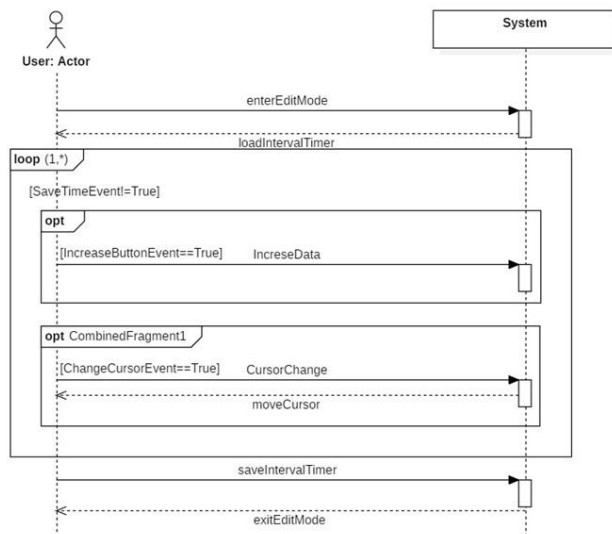 System
User: Actor
enterEditMode
loadIntervalTimer
loop (1,*)
[SaveTimeEvent!=True]
opt
[IncreaseButtonEvent==True] IncreseData
opt CombinedFragment1
[ChangeCursorEvent==True] CursorChange
moveCursor
saveIntervalTimer
exitEditMode